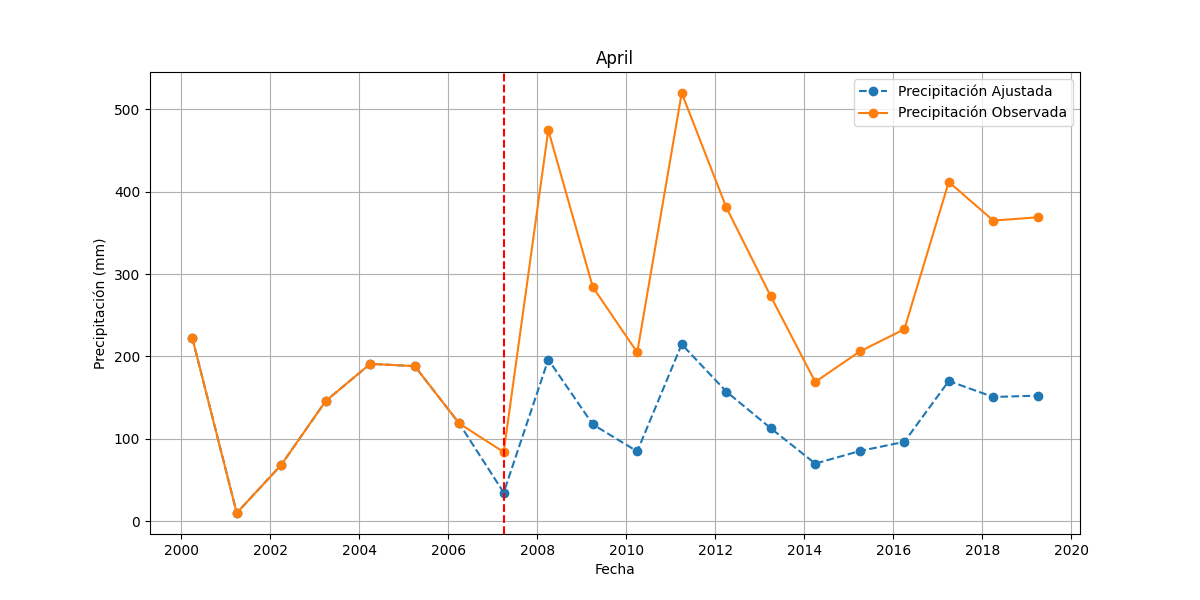 April
Precipitación Ajustada
Precipitación Observada
500
400
300
200
100
0
Precipitación (mm)
2000 2002 2004 2006 2008 2010 2012 2014 2016 2018 2020
Fecha